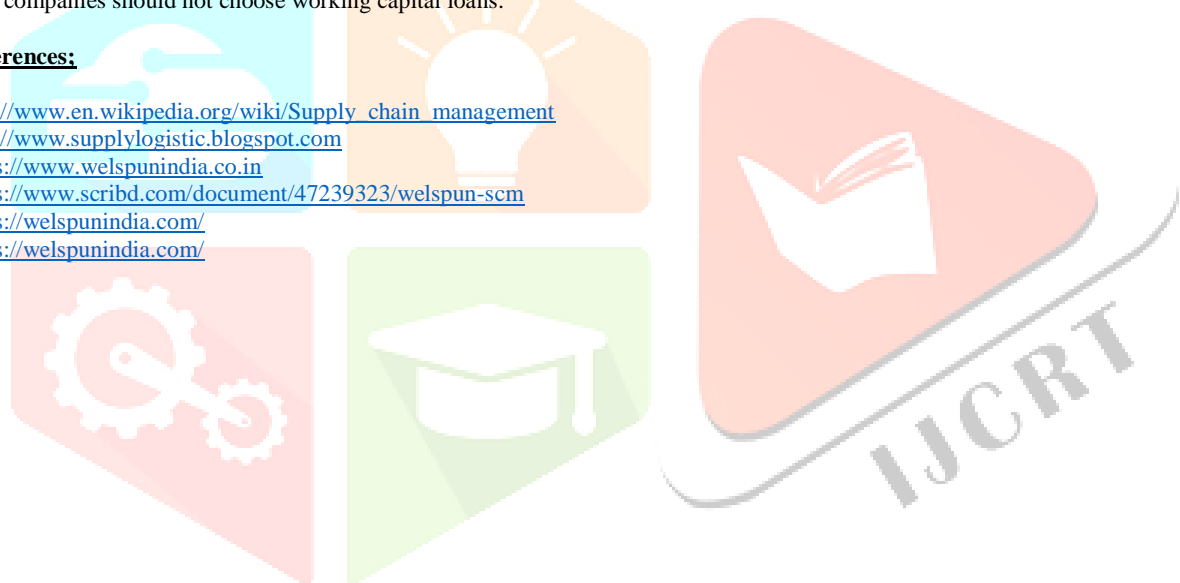 companies should not choose working capital loans.
erences;
//www.en.wikipedia.org/wiki/Supply_chain_management
//www.supplylogistic.blogspot.com
s://www.welspunindia.co.in
s://www.scribd.com/document/47239323/welspun-scm
s://welspunindia.com/
s://welspunindia.com/
IJCRT